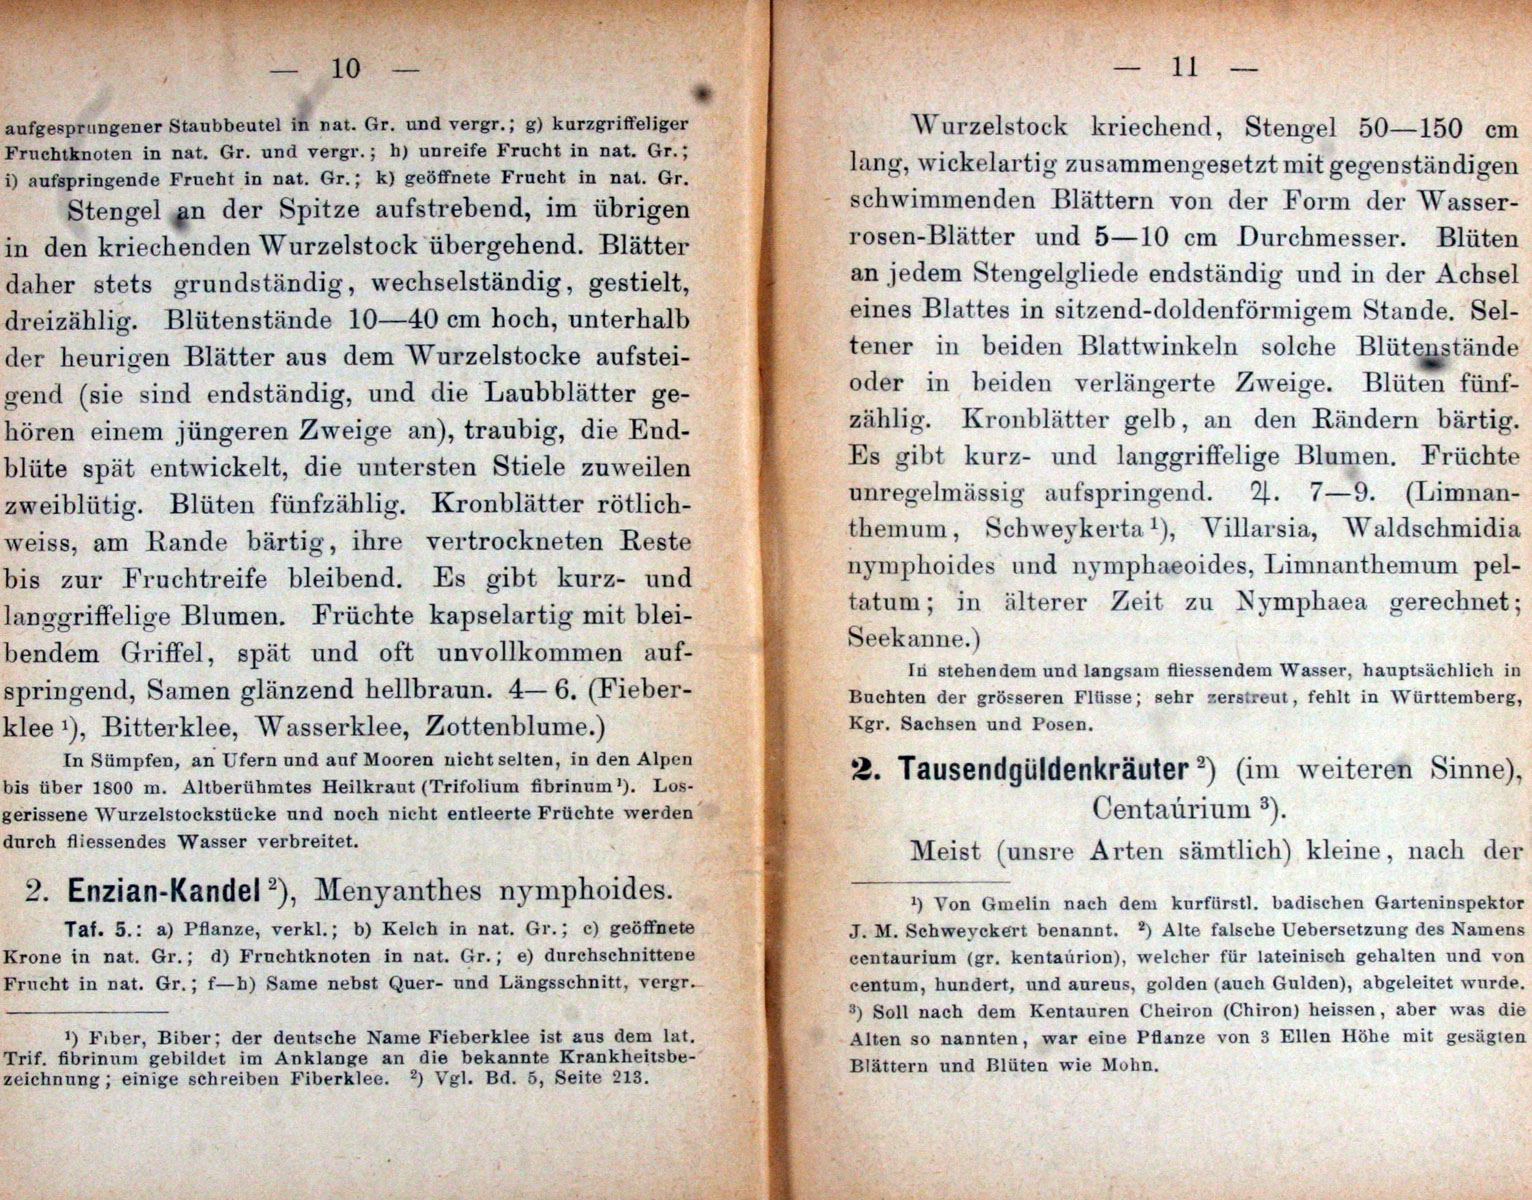 — 10 —
aufgesprungener Staubbeutel in nat. Gr. und vergr.; g) kurzgriffeliger
Fruchtknoten in nat. Gr. und vergr.; h) unreife Frucht in nat. Gr.;
i) aufspringende Frucht in nat. Gr.; k) geöffnete Frucht in nat. Gr.
Stengel an der Spitze aufstrebend, im übrigen
in den kriechenden Wurzelstock übergehend. Blätter
daher stets grundständig, wechselständig, gestielt,
dreizählig. Blütenstände 10—40 cm hoch, unterhalb
der heurigen Blätter aus dem Wurzelstocke aufstei-
gend (sie sind endständig, und die Laubblätter ge-
hören einem jüngeren Zweige an), traubig, die End-
blüte spät entwickelt, die untersten Stiele zuweilen
zweiblütig. Blüten fünfzählig. Kronblätter rötlich-
weiss, am Rande bärtig, ihre vertrockneten Reste
bis zur Fruchtreife bleibend. Es gibt kurz- und
langgriffelige Blumen. Früchte kapselartig mit blei-
bendem Griffel, spät und oft unvollkommen auf-
springend, Samen glänzend hellbraun. 4—6. (Fieber-
klee ¹), Bitterklee, Wasserklee, Zottenblume.)
In Sümpfen, an Ufern und auf Mooren nicht selten, in den Alpen
bis über 1800 m. Altberühmtes Heilkraut (Trifolium fibrinum ¹). Los-
gerissene Wurzelstockstücke und noch nicht entleerte Früchte werden
durch fliessendes Wasser verbreitet.
2. Enzian-Kandel ²), Menyanthes nymphoides.
Taf. 5.: a) Pflanze, verkl.; b) Kelch in nat. Gr.; c) geöffnete
Krone in nat. Gr.; d) Fruchtknoten in nat. Gr.; e) durchschnittene
Frucht in nat. Gr.; f—h) Same nebst Quer- und Längsschnitt, vergr.
¹) Fiber, Biber; der deutsche Name Fieberklee ist aus dem lat.
Trif. fibrinum gebildet im Anklange an die bekannte Krankheitsbe-
zeichnung; einige schreiben Fiberklee. ²) Vgl. Bd. 5, Seite 213.
— 11 —
Wurzelstock kriechend, Stengel 50—150 cm
lang, wickelartig zusammengesetzt mit gegenständigen
schwimmenden Blättern von der Form der Wasser-
rosen-Blätter und 5—10 cm Durchmesser. Blüten
an jedem Stengelgliede endständig und in der Achsel
eines Blattes in sitzend-doldenförmigem Stande. Sel-
tener in beiden Blattwinkeln solche Blütenstände
oder in beiden verlängerte Zweige. Blüten fünf-
zählig. Kronblätter gelb, an den Rändern bärtig.
Es gibt kurz- und langgriffelige Blumen. Früchte
unregelmässig aufspringend. ♃. 7—9. (Limnan-
themum, Schweykerta ¹), Villarsia, Waldschmidia
nymphoides und nymphaeoides, Limnanthemum pel-
tatum; in älterer Zeit zu Nymphaea gerechnet;
Seekanne.)
In stehendem und langsam fliessendem Wasser, hauptsächlich in
Buchten der grösseren Flüsse; sehr zerstreut, fehlt in Württemberg,
Kgr. Sachsen und Posen.
2. Tausendgüldenkräuter ²) (im weiteren Sinne),
Centaúrium ³).
Meist (unsre Arten sämtlich) kleine, nach der
¹) Von Gmelin nach dem kurfürstl. badischen Garteninspektor
J. M. Schweyckert benannt. ²) Alte falsche Uebersetzung des Namens
centaurium (gr. kentaúrion), welcher für lateinisch gehalten und von
centum, hundert, und aureus, golden (auch Gulden), abgeleitet wurde.
³) Soll nach dem Kentauren Cheiron (Chiron) heissen, aber was die
Alten so nannten, war eine Pflanze von 3 Ellen Höhe mit gesägten
Blättern und Blüten wie Mohn.